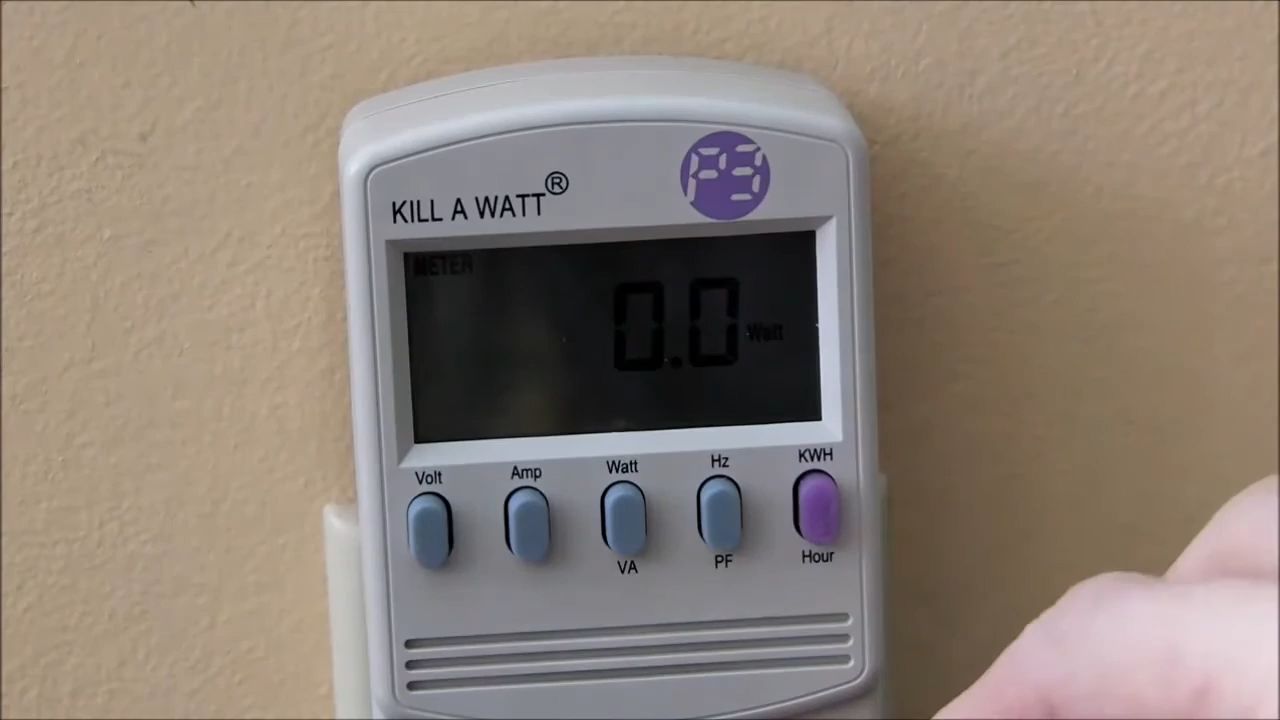 KILL A WATT®
P3
METER
0.0 Watt
Volt Amp Watt Hz KWH
VA PF Hour